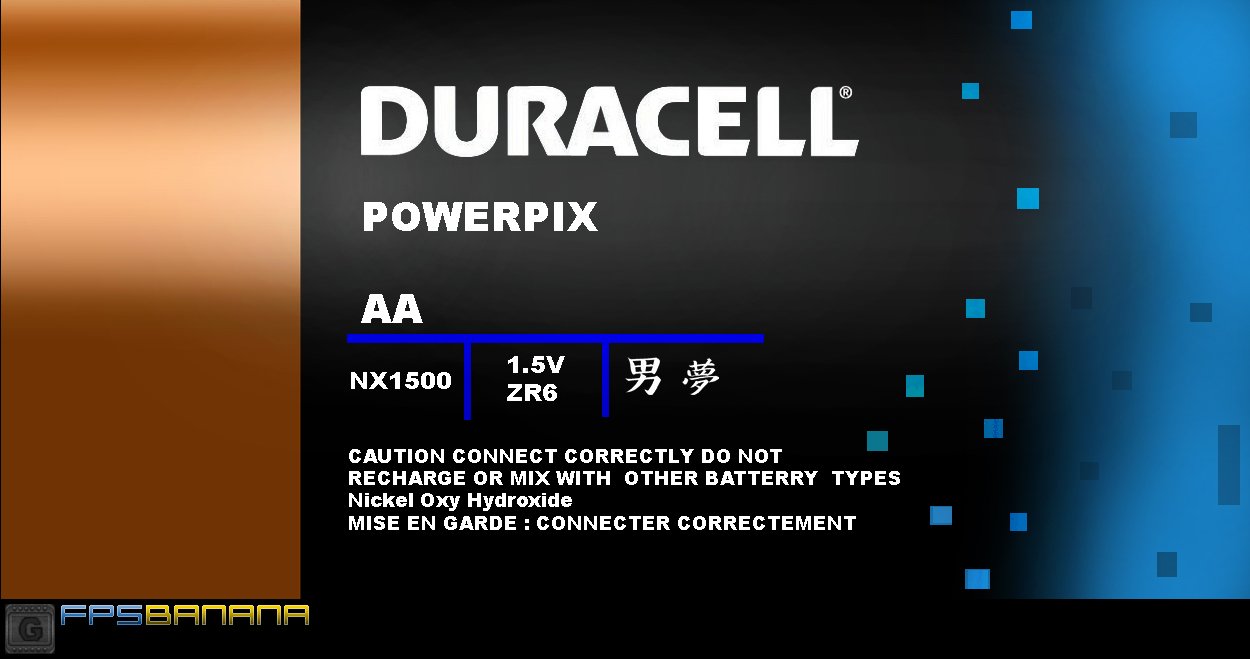 DURACELL®
POWERPIX
AA
NX1500
1.5V
ZR6
男 夢
CAUTION CONNECT CORRECTLY DO NOT
RECHARGE OR MIX WITH OTHER BATTERRY TYPES
Nickel Oxy Hydroxide
MISE EN GARDE : CONNECTER CORRECTEMENT
G FPSBANANA